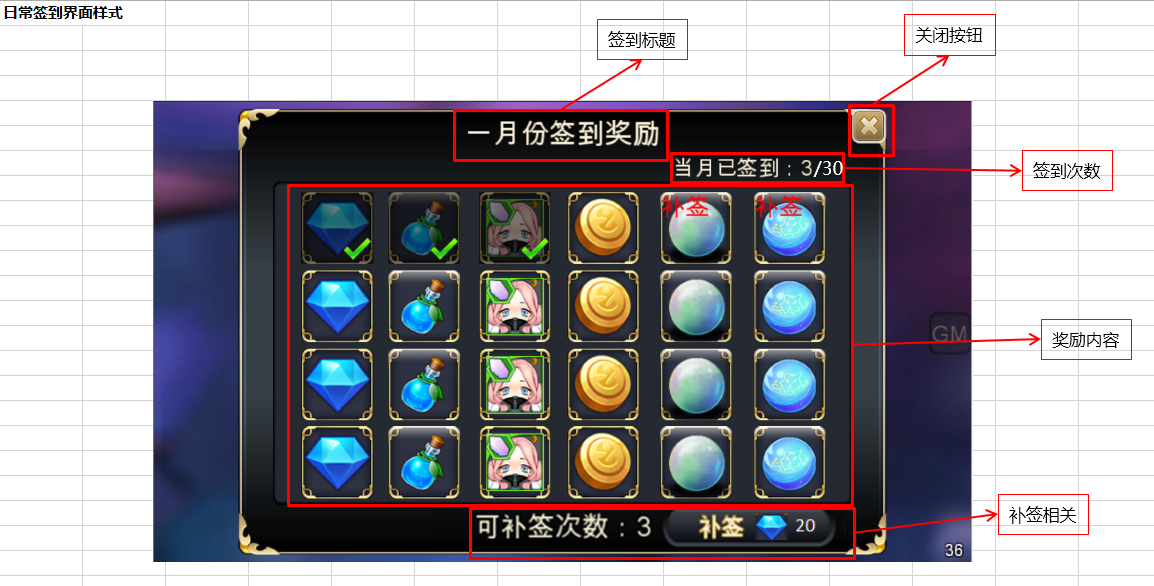 日常签到界面样式
签到标题
关闭按钮
一月份签到奖励
当月已签到：3/30
签到次数
补签
补签
GM
奖励内容
可补签次数：3
补签 20
补签相关
36